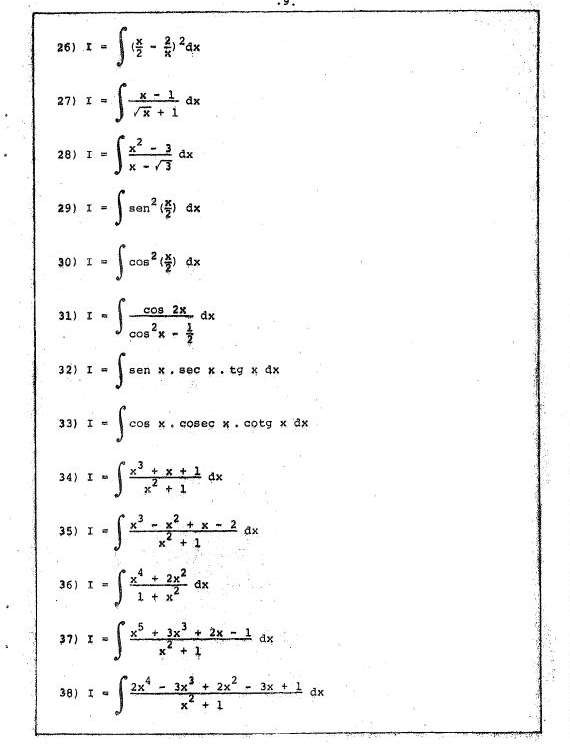 .9.
26) I = ∫(x/2 - 2/x)²dx
27) I = ∫ (x - 1)/(√x + 1) dx
28) I = ∫ (x² - 3)/(x - √3) dx
29) I = ∫ sen²(x/2) dx
30) I = ∫ cos²(x/2) dx
31) I = ∫ (cos 2x)/(cos²x - 1/2) dx
32) I = ∫ sen x . sec x . tg x dx
33) I = ∫ cos x . cosec x . cotg x dx
34) I = ∫ (x³ + x + 1)/(x² + 1) dx
35) I = ∫ (x³ - x² + x - 2)/(x² + 1) dx
36) I = ∫ (x⁴ + 2x²)/(1 + x²) dx
37) I = ∫ (x⁵ + 3x³ + 2x - 1)/(x² + 1) dx
38) I = ∫ (2x⁴ - 3x³ + 2x² - 3x + 1)/(x² + 1) dx